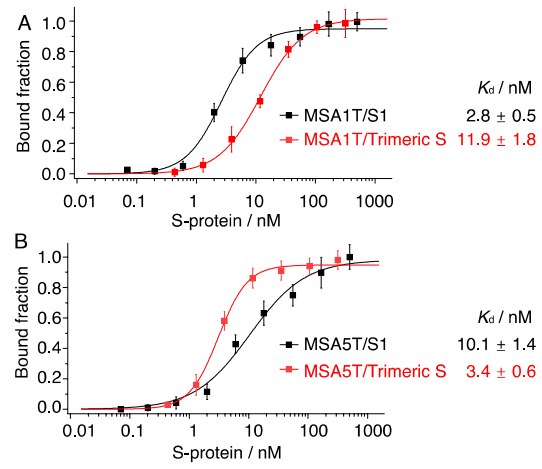 A
Bound fraction
1.0
0.8
0.6
0.4
0.2
0.0
Kd / nM
MSA1T/S1 2.8 ± 0.5
MSA1T/Trimeric S 11.9 ± 1.8
0.01 0.1 1 10 100 1000
S-protein / nM
B
Bound fraction
1.0
0.8
0.6
0.4
0.2
0.0
Kd / nM
MSA5T/S1 10.1 ± 1.4
MSA5T/Trimeric S 3.4 ± 0.6
0.01 0.1 1 10 100 1000
S-protein / nM